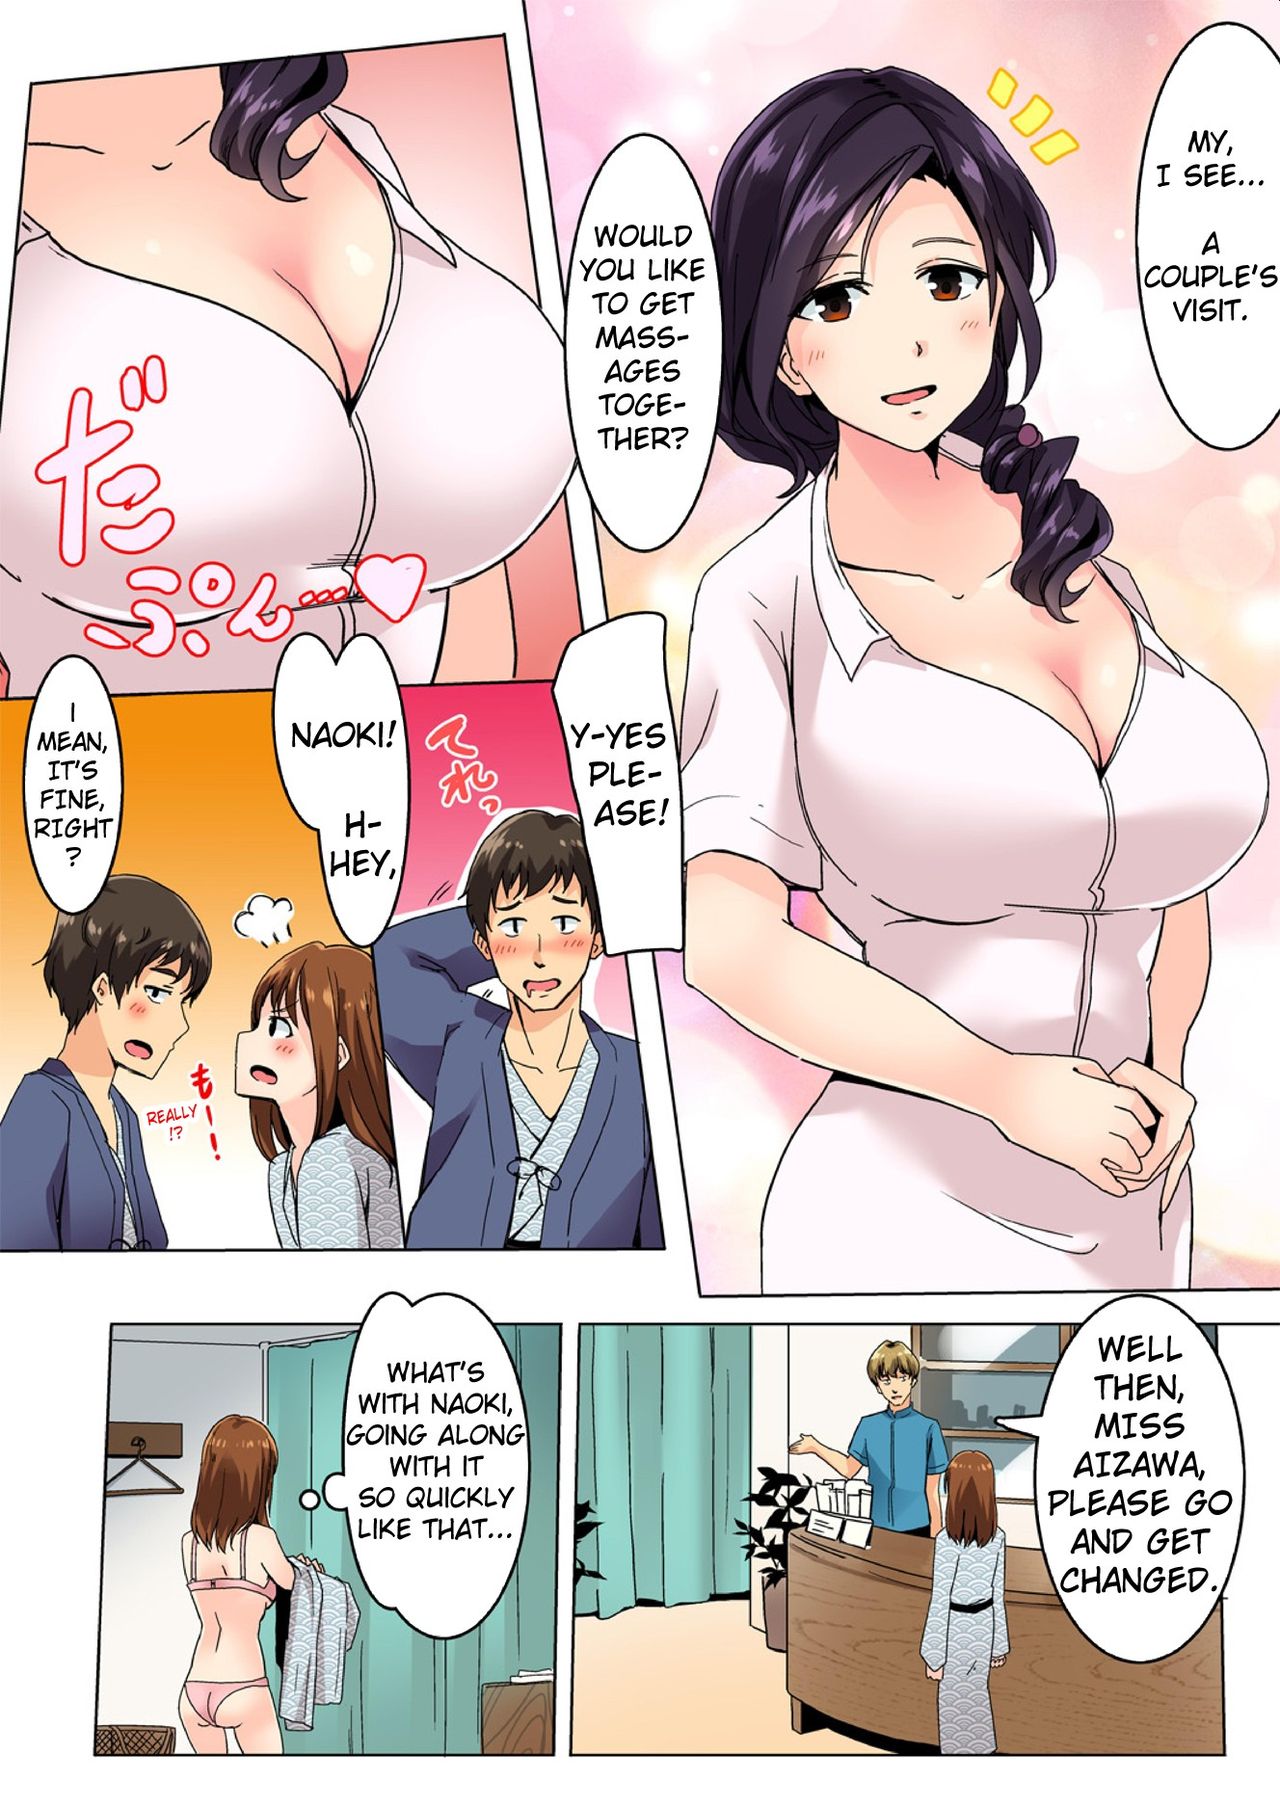 MY,
I SEE...
A
COUPLE'S
VISIT.
WOULD
YOU LIKE
TO GET
MASS-
AGES
TOGE-
THER?
だ
ぷん…♥
Y-YES
PLE-
ASE!
てれっ
H-
HEY,
NAOKI!
I
MEAN,
IT'S
FINE,
RIGHT
?
もーー
REALLY
!?
WELL
THEN,
MISS
AIZAWA,
PLEASE GO
AND GET
CHANGED.
WHAT'S
WITH NAOKI,
GOING ALONG
WITH IT
SO QUICKLY
LIKE THAT...